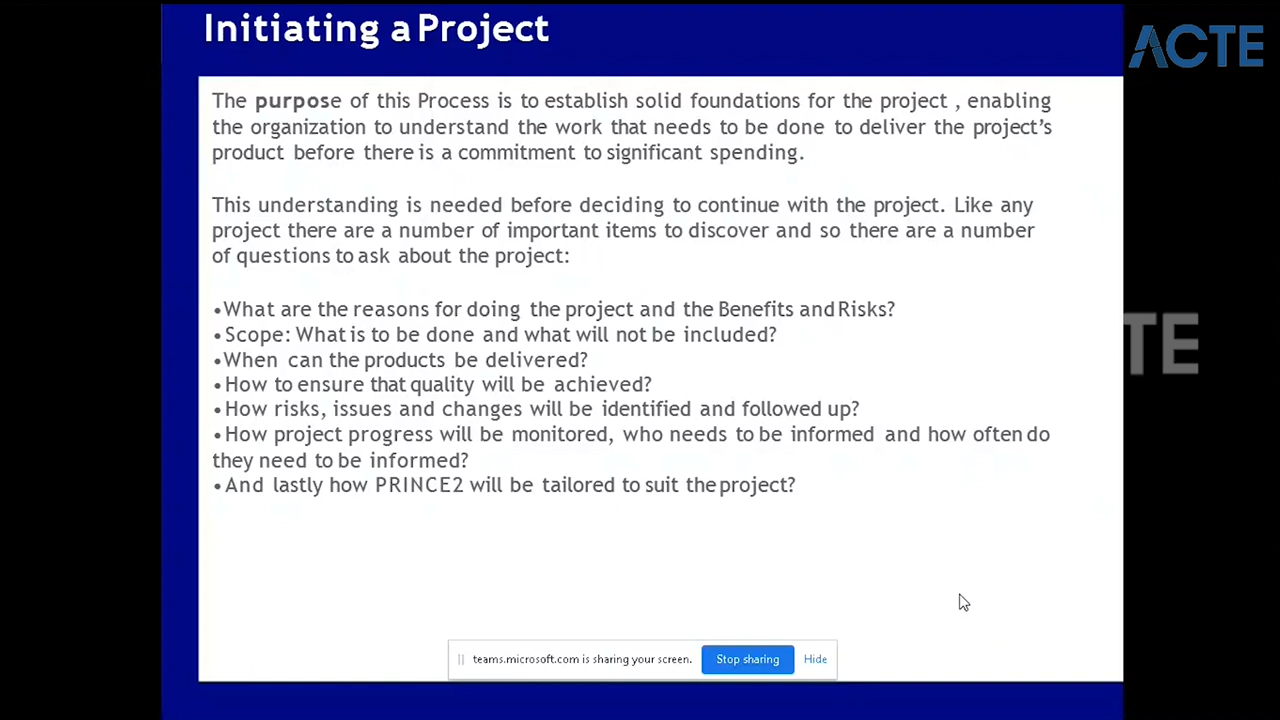 Initiating a Project
ACTE
The purpose of this Process is to establish solid foundations for the project , enabling
the organization to understand the work that needs to be done to deliver the project’s
product before there is a commitment to significant spending.
This understanding is needed before deciding to continue with the project. Like any
project there are a number of important items to discover and so there are a number
of questions to ask about the project:
•What are the reasons for doing the project and the Benefits and Risks?
•Scope: What is to be done and what will not be included?
•When can the products be delivered?
•How to ensure that quality will be achieved?
•How risks, issues and changes will be identified and followed up?
•How project progress will be monitored, who needs to be informed and how often do
they need to be informed?
•And lastly how PRINCE2 will be tailored to suit the project?
TE
teams.microsoft.com is sharing your screen. Stop sharing Hide